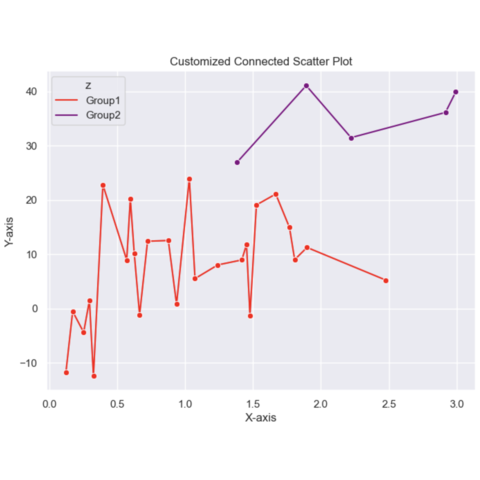 Customized Connected Scatter Plot
z
Group1
Group2
40
30
20
10
0
−10
Y-axis
0.0 0.5 1.0 1.5 2.0 2.5 3.0
X-axis